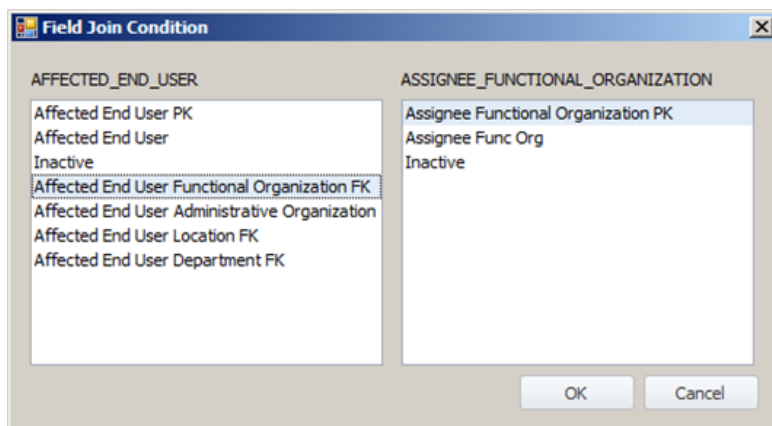 Field Join Condition
AFFECTED_END_USER
Affected End User PK
Affected End User
Inactive
Affected End User Functional Organization FK
Affected End User Administrative Organization
Affected End User Location FK
Affected End User Department FK
ASSIGNEE_FUNCTIONAL_ORGANIZATION
Assignee Functional Organization PK
Assignee Func Org
Inactive
OK
Cancel